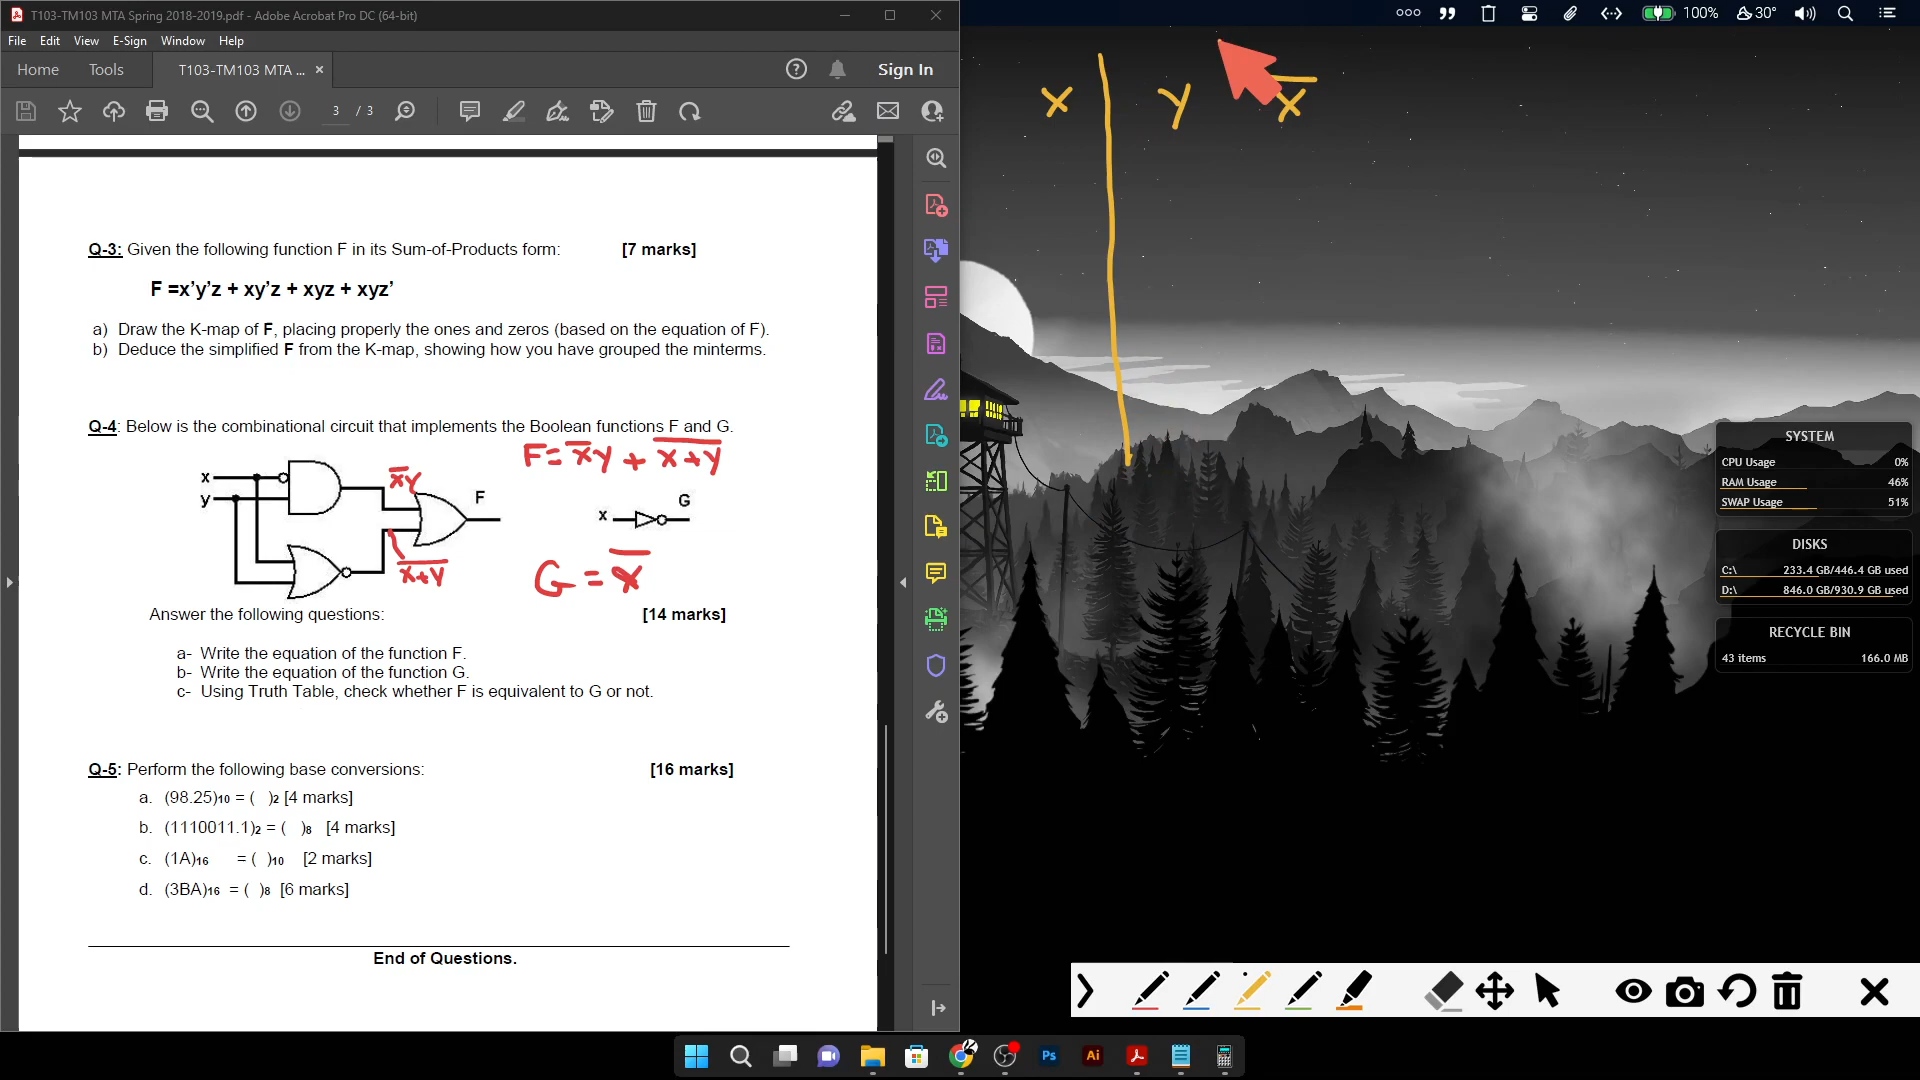 T103-TM103 MTA Spring 2018-2019.pdf - Adobe Acrobat Pro DC (64-bit)
File Edit View E-Sign Window Help
Home Tools T103-TM103 MTA ... × Sign In
3 / 3
Q-3: Given the following function F in its Sum-of-Products form: [7 marks]
F =x'y'z + xy'z + xyz + xyz'
a) Draw the K-map of F, placing properly the ones and zeros (based on the equation of F).
b) Deduce the simplified F from the K-map, showing how you have grouped the minterms.
Q-4: Below is the combinational circuit that implements the Boolean functions F and G.
F = x̅y + x̅+̅y̅
x
y
x̅y
F
x̅+̅y̅
x
G
G = x̅
Answer the following questions: [14 marks]
a- Write the equation of the function F.
b- Write the equation of the function G.
c- Using Truth Table, check whether F is equivalent to G or not.
Q-5: Perform the following base conversions: [16 marks]
a. (98.25)10 = ( )2 [4 marks]
b. (1110011.1)2 = ( )8 [4 marks]
c. (1A)16 = ( )10 [2 marks]
d. (3BA)16 = ( )8 [6 marks]
End of Questions.
100% 30°
x y x̅
SYSTEM
CPU Usage 0%
RAM Usage 46%
SWAP Usage 51%
DISKS
C:\ 233.4 GB/446.4 GB used
D:\ 846.0 GB/930.9 GB used
RECYCLE BIN
43 items 166.0 MB
Ps Ai